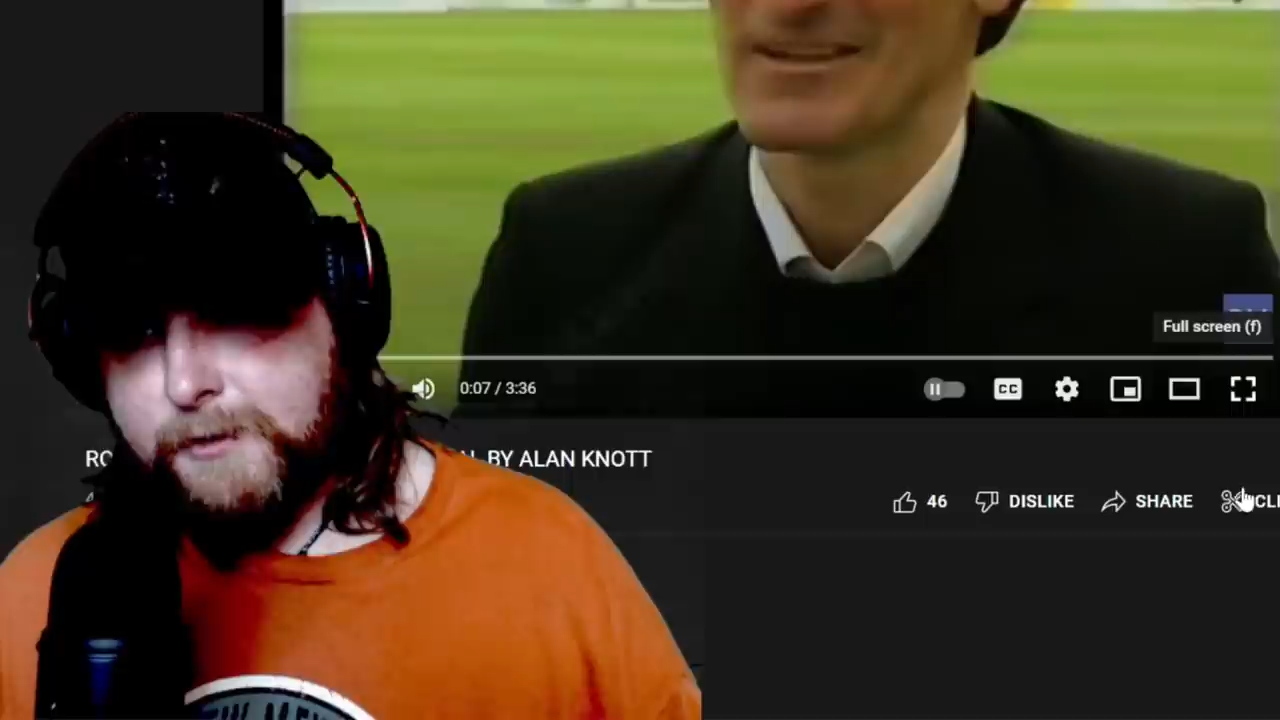 Full screen (f)
0:07 / 3:36
CC
BY ALAN KNOTT
46 DISLIKE SHARE